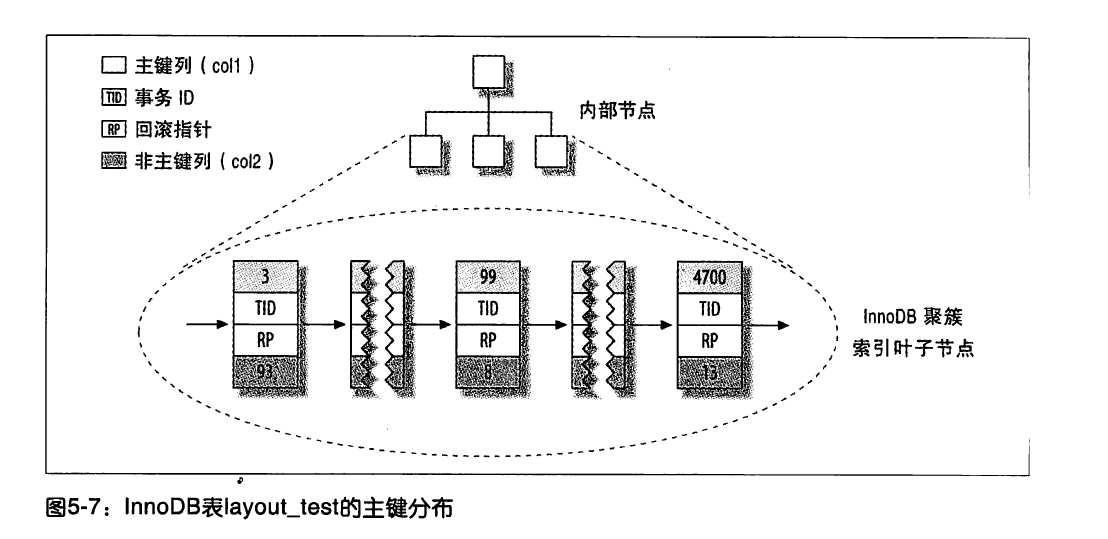 主键列（col1）
TID 事务 ID
RP 回滚指针
非主键列（col2）
内部节点
3
TID
RP
93
99
TID
RP
8
4700
TID
RP
13
InnoDB 聚簇
索引叶子节点
图5-7：InnoDB表layout_test的主键分布